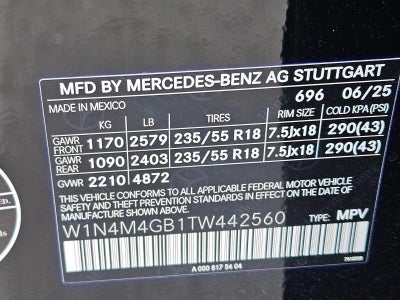 MFD BY MERCEDES-BENZ AG STUTTGART
MADE IN MEXICO 696 06/25
KG LB TIRES RIM SIZE COLD KPA(PSI)
GAWR FRONT 1170 2579 235/55 R18 7.5Jx18 290(43)
GAWR REAR 1090 2403 235/55 R18 7.5Jx18 290(43)
GVWR 2210 4872
THIS VEHICLE CONFORMS TO ALL APPLICABLE FEDERAL MOTOR VEHICLE
SAFETY AND THEFT PREVENTION STANDARDS IN EFFECT ON THE DATE OF
MANUFACTURE SHOWN ABOVE.
W1N4M4GB1TW442560 TYPE: MPV
A 000 817 54 04